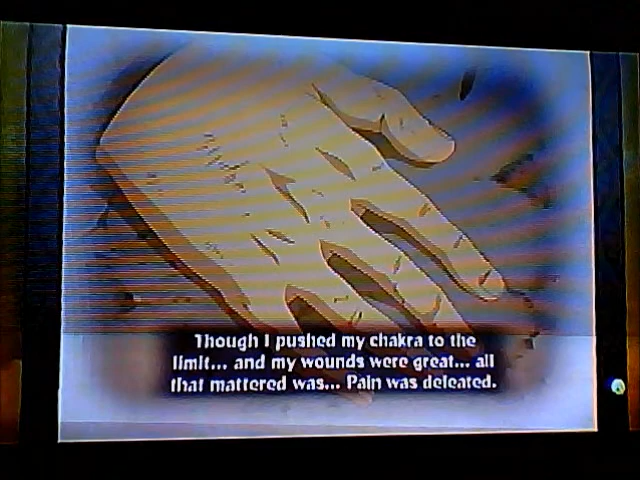 Though I pushed my chakra to the
limit... and my wounds were great... all
that mattered was... Pain was defeated.